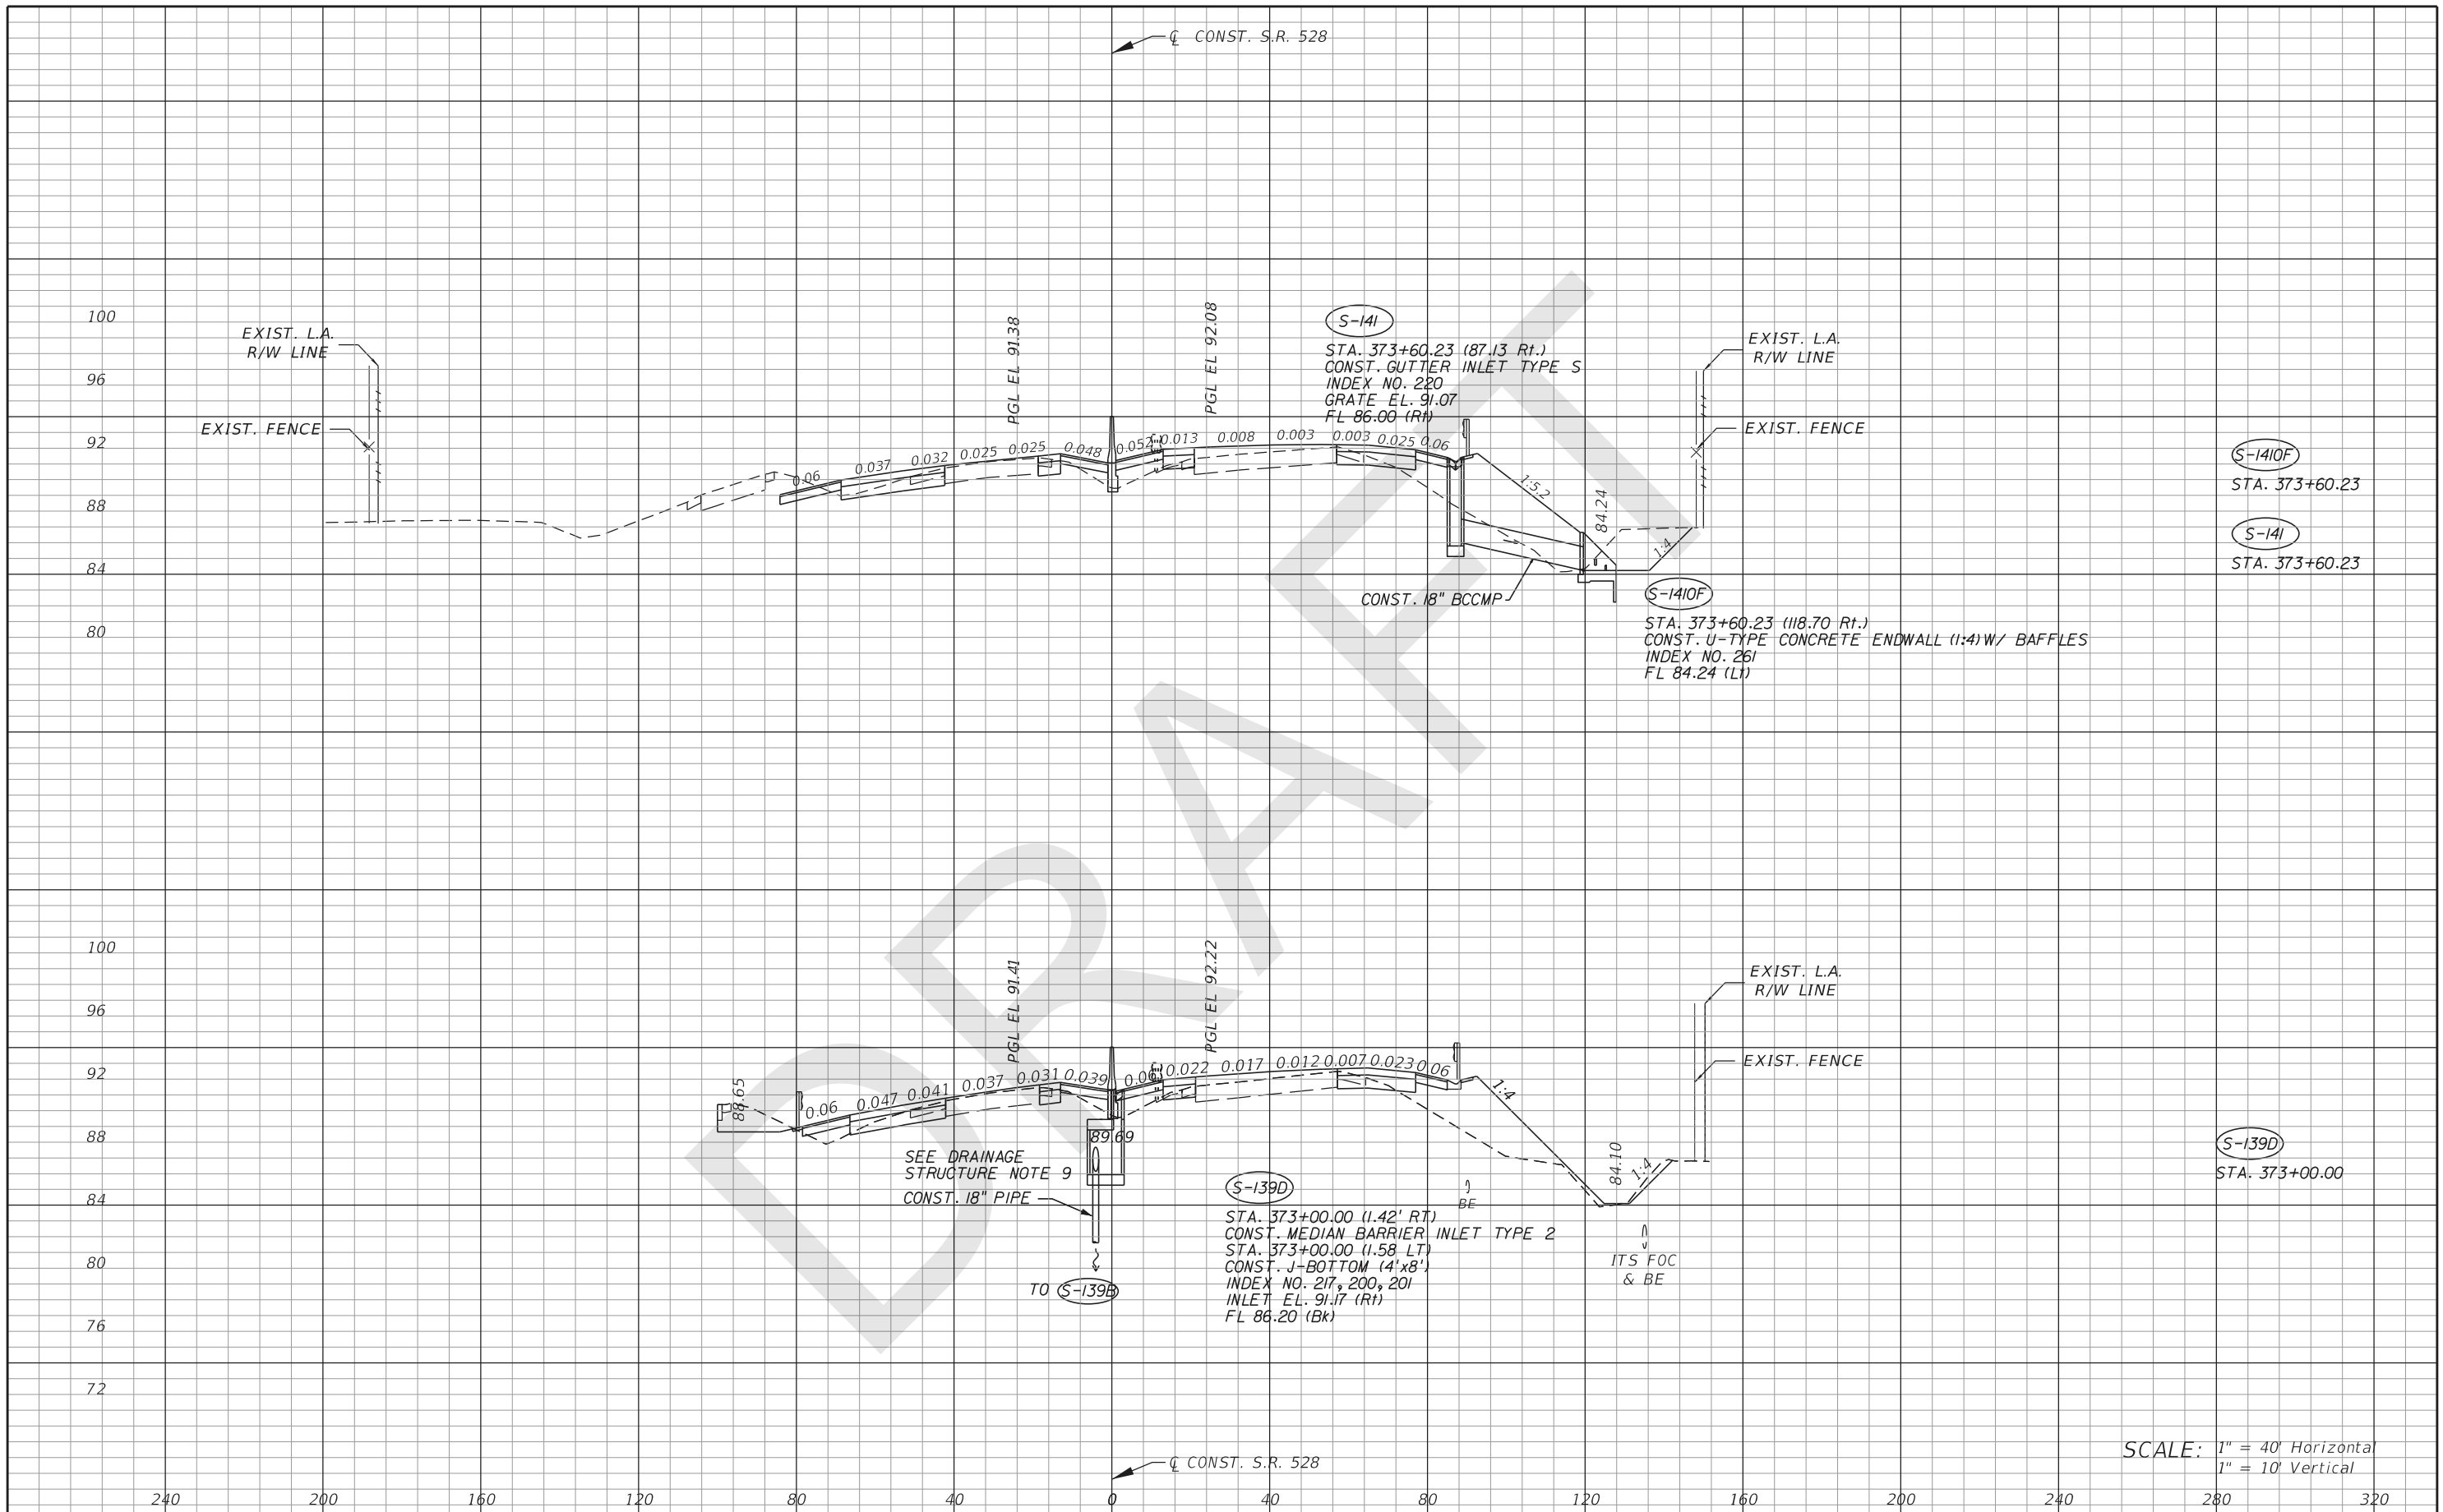 ℄ CONST. S.R. 528
100
96
92
88
84
80
EXIST. L.A.
R/W LINE
EXIST. FENCE
PGL EL 91.38
PGL EL 92.08
S-141
STA. 373+60.23 (87.13 Rt.)
CONST. GUTTER INLET TYPE S
INDEX NO. 220
GRATE EL. 91.07
FL 86.00 (Rt)
0.06 0.037 0.032 0.025 0.025 0.048 0.052 0.013 0.008 0.003 0.003 0.025 0.06
1:5.2
84.24
1:4
EXIST. L.A.
R/W LINE
EXIST. FENCE
CONST. 18" BCCMP
S-141OF
STA. 373+60.23 (118.70 Rt.)
CONST. U-TYPE CONCRETE ENDWALL (1:4) W/ BAFFLES
INDEX NO. 261
FL 84.24 (Lt)
S-141OF
STA. 373+60.23
S-141
STA. 373+60.23
DRAFT
100
96
92
88
84
80
76
72
PGL EL 91.41
PGL EL 92.22
88.65
0.06 0.047 0.041 0.037 0.031 0.039 0.022 0.017 0.012 0.007 0.023 0.06
1:4
84.10
1:4
EXIST. L.A.
R/W LINE
EXIST. FENCE
89.69
SEE DRAINAGE
STRUCTURE NOTE 9
CONST. 18" PIPE
TO S-139B
S-139D
STA. 373+00.00 (1.42' RT)
CONST. MEDIAN BARRIER INLET TYPE 2
STA. 373+00.00 (1.58 LT)
CONST. J-BOTTOM (4'x8')
INDEX NO. 217, 200, 201
INLET EL. 91.17 (Rt)
FL 86.20 (Bk)
BE
ITS FOC
& BE
S-139D
STA. 373+00.00
℄ CONST. S.R. 528
SCALE: 1" = 40' Horizontal
1" = 10' Vertical
240 200 160 120 80 40 0 40 80 120 160 200 240 280 320